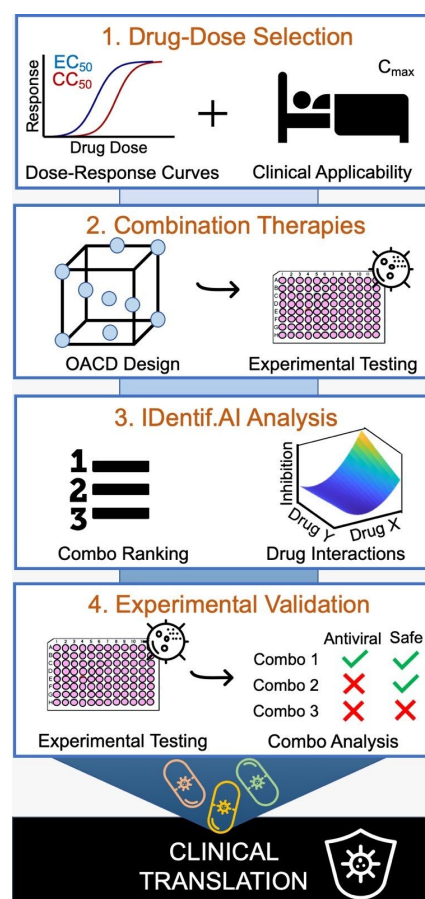 1. Drug-Dose Selection
EC50
CC50
Response
Drug Dose
Dose-Response Curves
+
Cmax
Clinical Applicability
2. Combination Therapies
OACD Design
Experimental Testing
3. IDentif.AI Analysis
1
2
3
Combo Ranking
Inhibition
Drug Y
Drug X
Drug Interactions
4. Experimental Validation
Experimental Testing
Antiviral Safe
Combo 1
Combo 2
Combo 3
Combo Analysis
CLINICAL
TRANSLATION